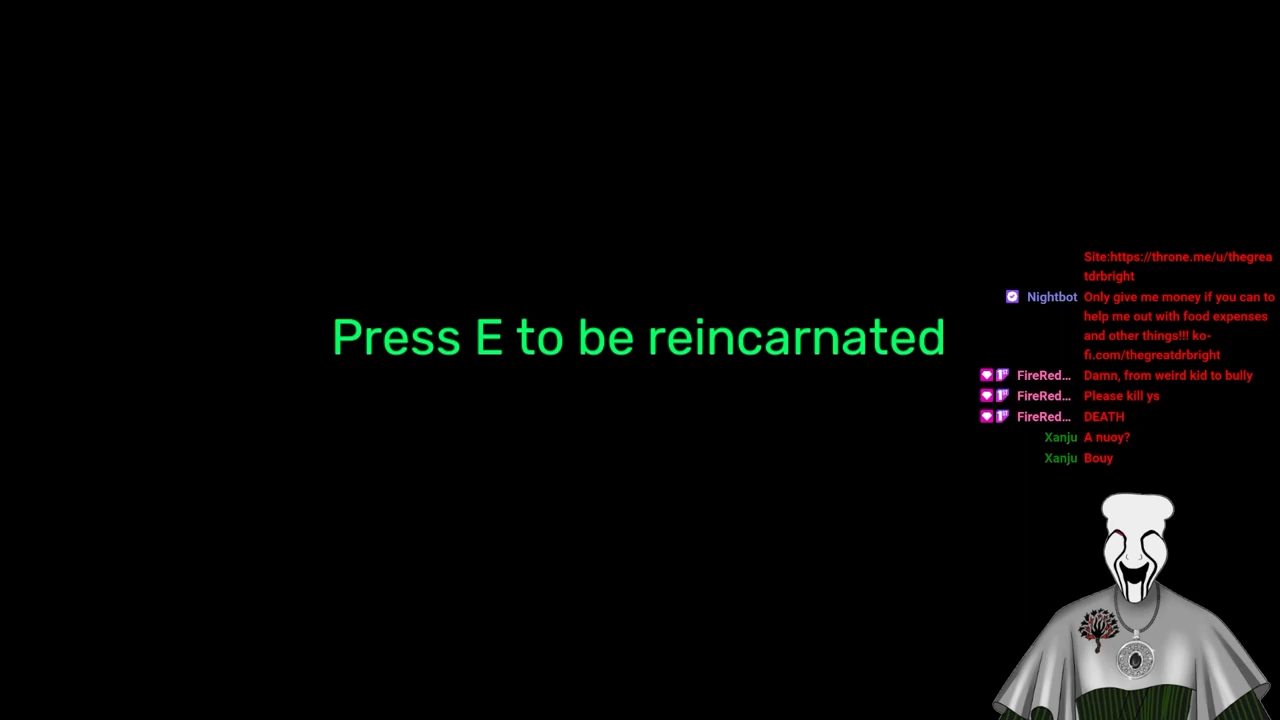 Press E to be reincarnated
Site:https://throne.me/u/thegrea
tdrbright
Nightbot Only give me money if you can to
help me out with food expenses
and other things!!! ko-
fi.com/thegreatdrbright
FireRed... Damn, from weird kid to bully
FireRed... Please kill ys
FireRed... DEATH
Xanju A nuoy?
Xanju Bouy